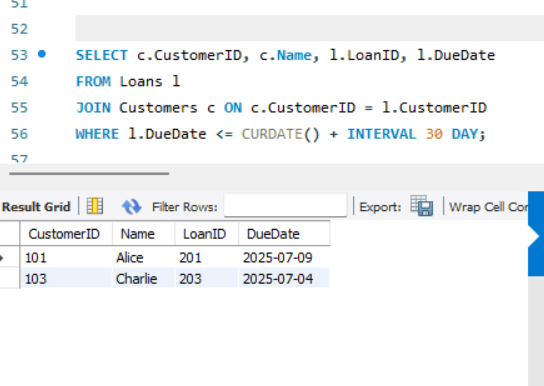 51
52
53 SELECT c.CustomerID, c.Name, l.LoanID, l.DueDate
54 FROM Loans l
55 JOIN Customers c ON c.CustomerID = l.CustomerID
56 WHERE l.DueDate <= CURDATE() + INTERVAL 30 DAY;
57
Result Grid Filter Rows: Export: Wrap Cell Con
CustomerID Name LoanID DueDate
101 Alice 201 2025-07-09
103 Charlie 203 2025-07-04